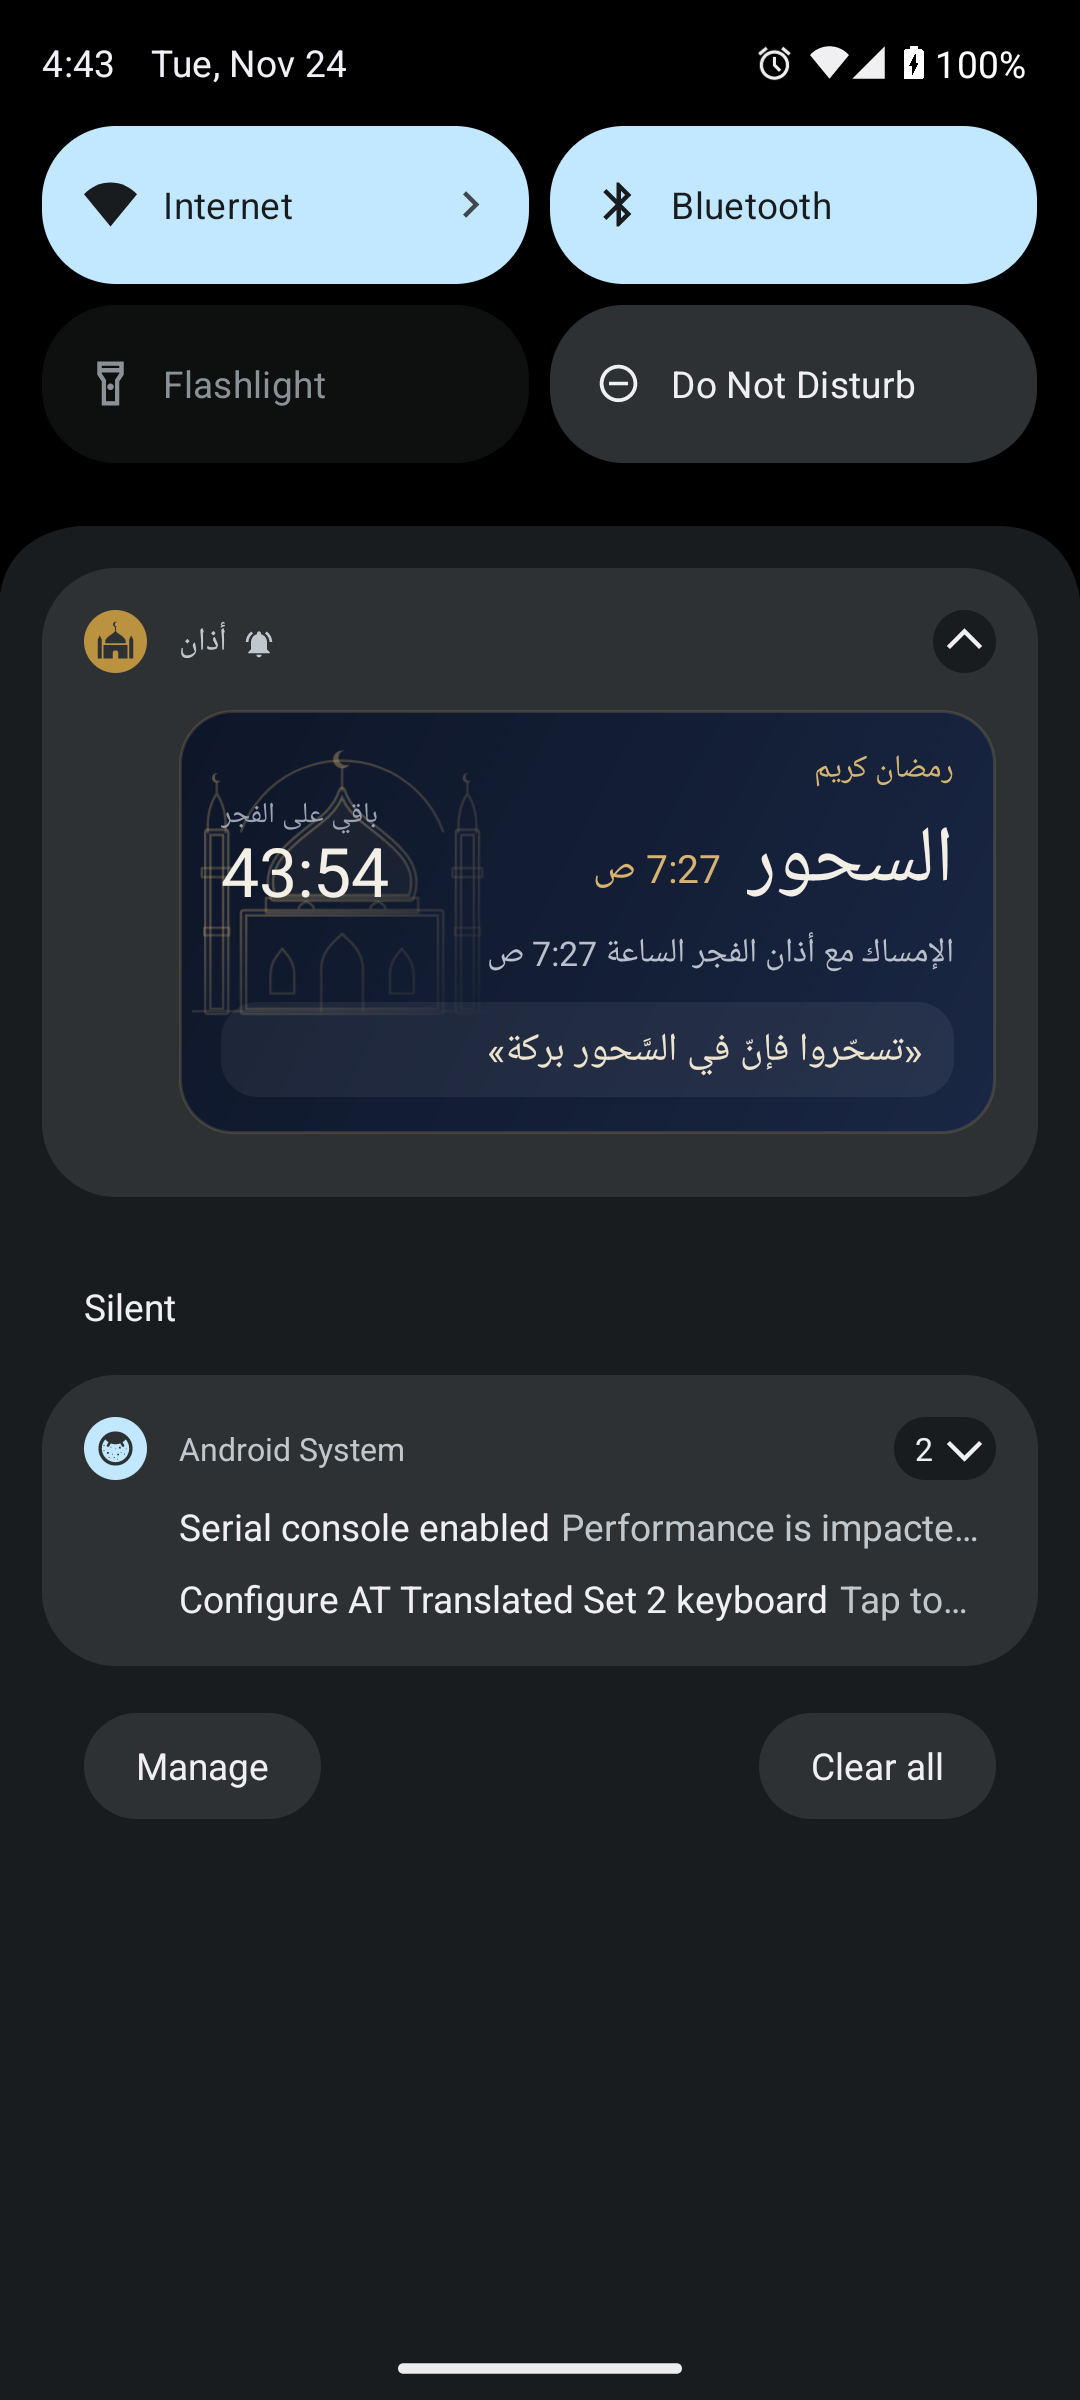 4:43 Tue, Nov 24 100%
Internet
Bluetooth
Flashlight
Do Not Disturb
أذان
رمضان كريم
باقي على الفجر
السحور 7:27 ص
43:54
الإمساك مع أذان الفجر الساعة 7:27 ص
«تسحّروا فإنّ في السَّحور بركة»
Silent
Android System 2
Serial console enabled Performance is impacte…
Configure AT Translated Set 2 keyboard Tap to…
Manage
Clear all